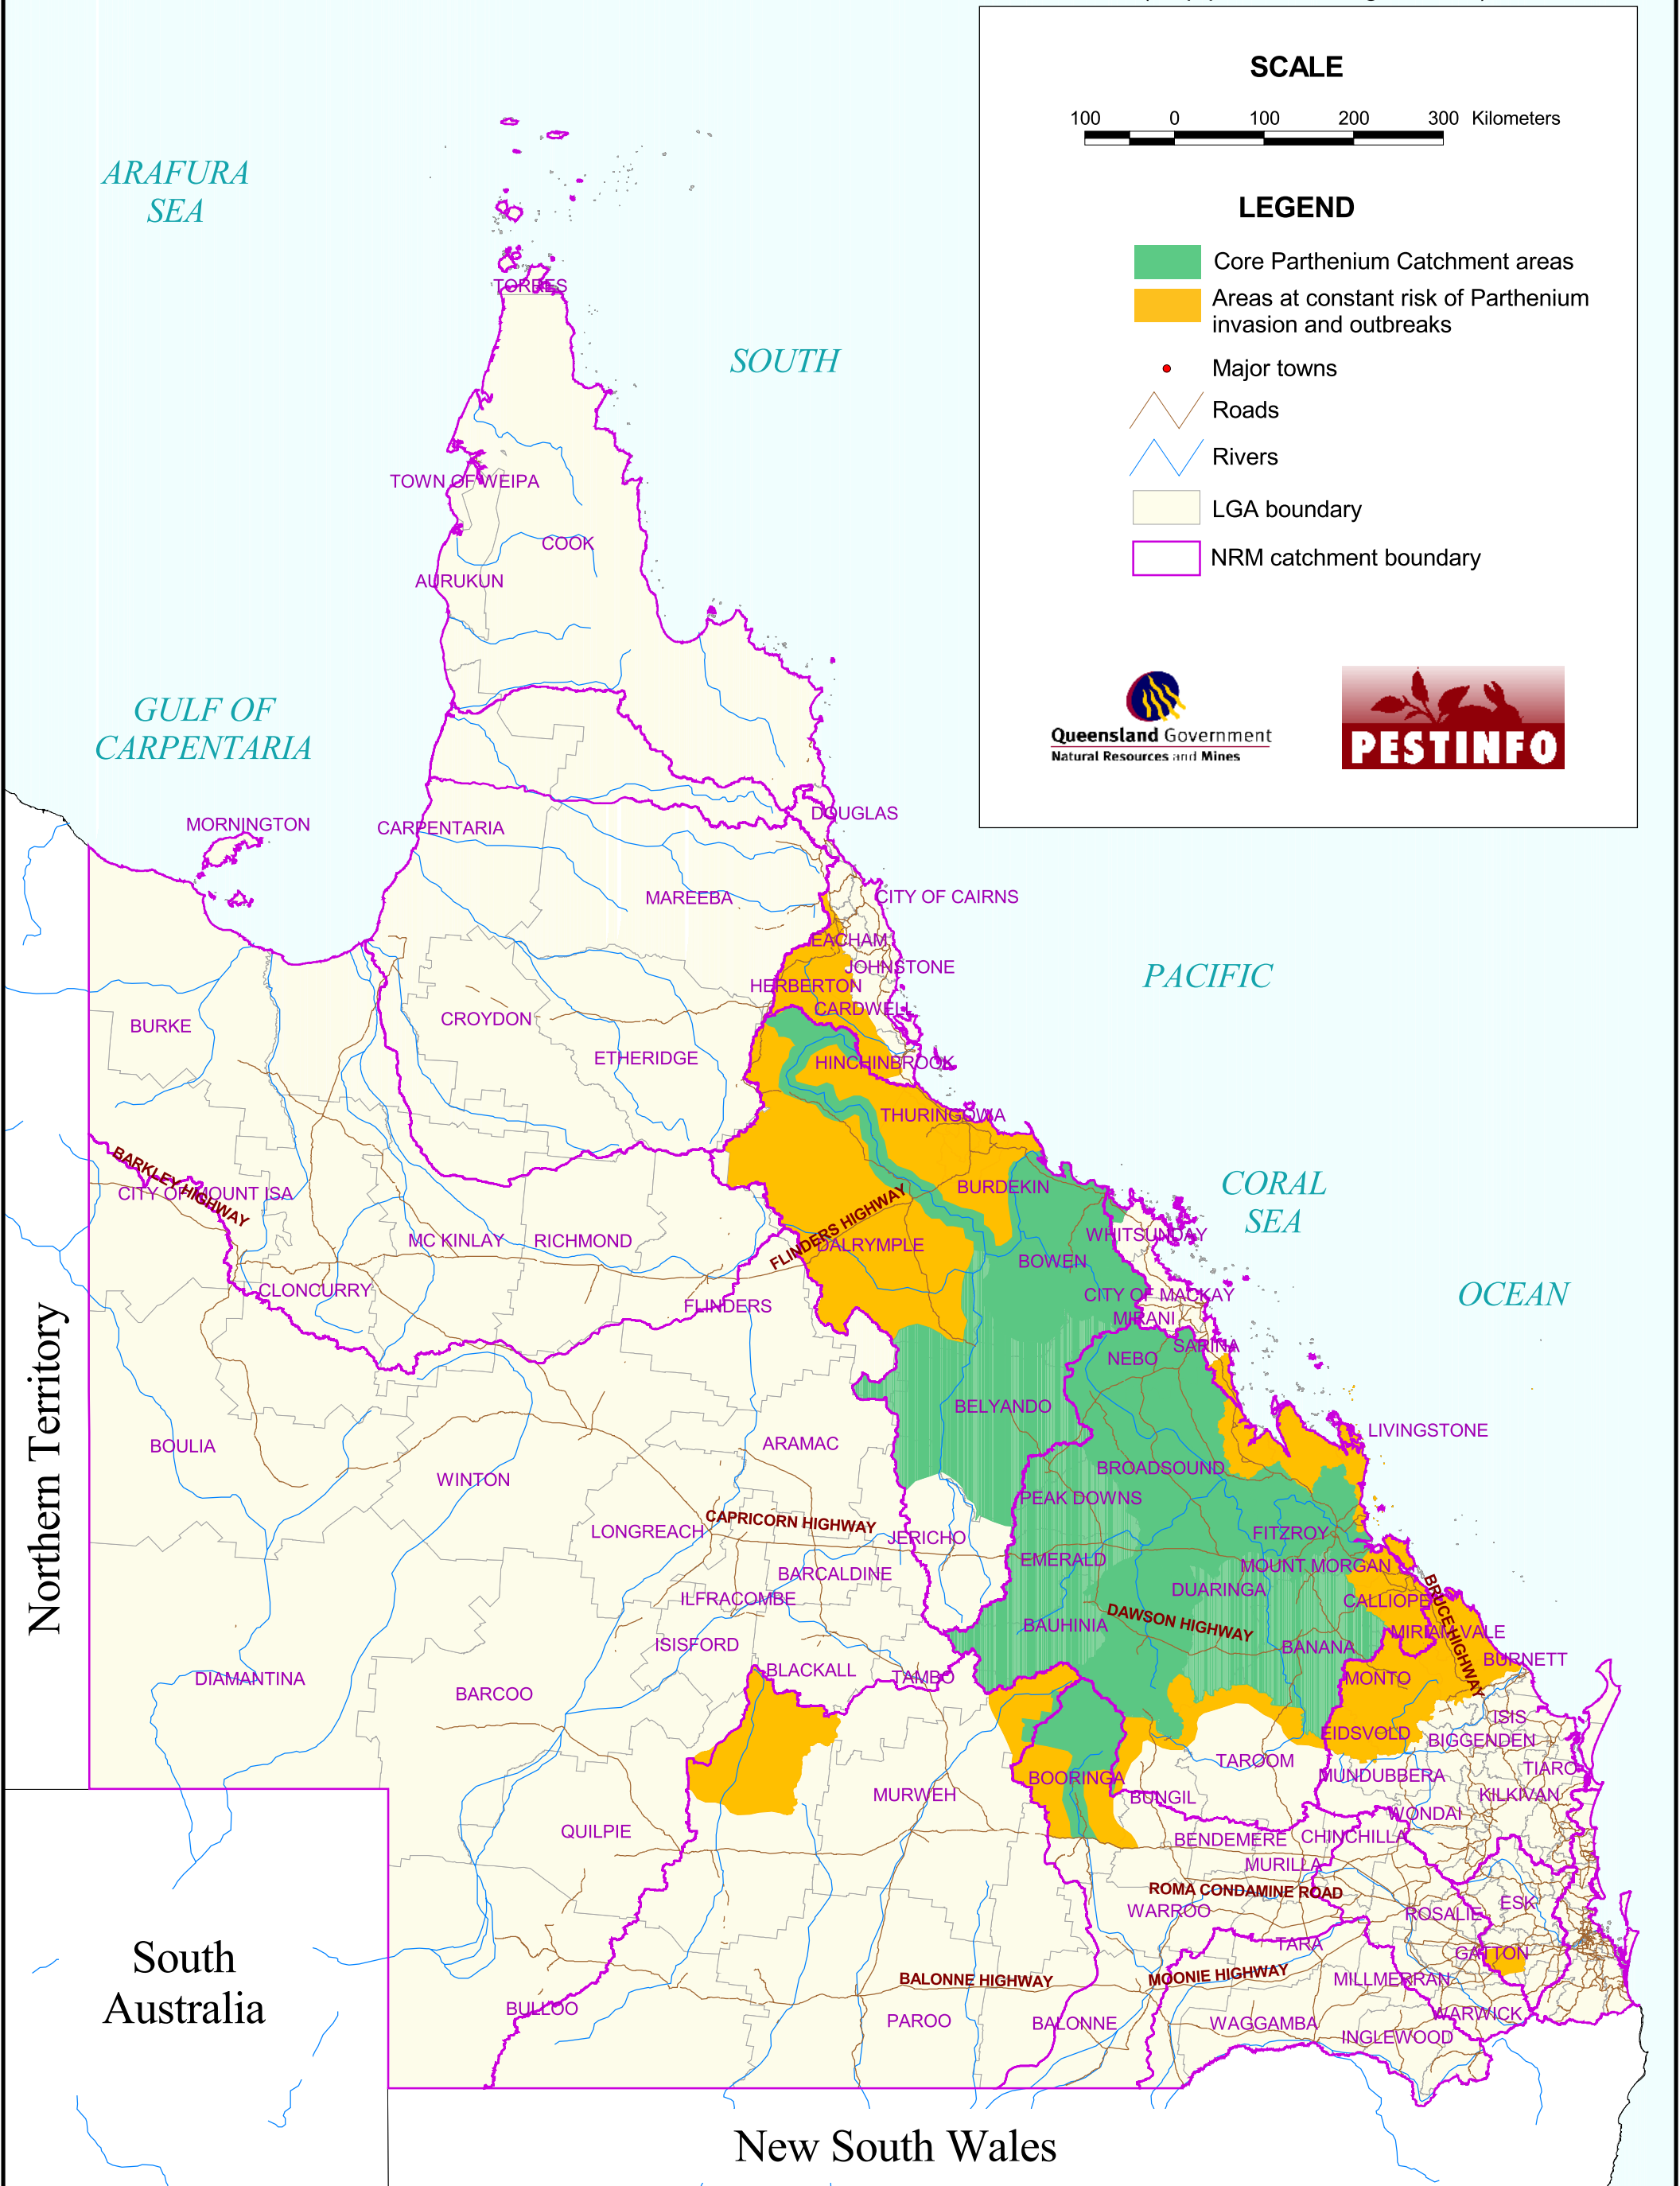 SCALE
100 0 100 200 300 Kilometers
LEGEND
Core Parthenium Catchment areas
Areas at constant risk of Parthenium
invasion and outbreaks
Major towns
Roads
Rivers
LGA boundary
NRM catchment boundary
Queensland Government
Natural Resources and Mines
PESTINFO
ARAFURA
SEA
SOUTH
GULF OF
CARPENTARIA
PACIFIC
CORAL
SEA
OCEAN
TORRES
TOWN OF WEIPA
COOK
AURUKUN
DOUGLAS
MORNINGTON
CARPENTARIA
MAREEBA
CITY OF CAIRNS
EACHAM
JOHNSTONE
HERBERTON
CARDWELL
BURKE
CROYDON
ETHERIDGE
HINCHINBROOK
THURINGOWA
BARKLEY HIGHWAY
CITY OF MOUNT ISA
BURDEKIN
FLINDERS HIGHWAY
WHITSUNDAY
MC KINLAY
RICHMOND
DALRYMPLE
BOWEN
CLONCURRY
CITY OF MACKAY
FLINDERS
MIRANI
SARINA
NEBO
BELYANDO
LIVINGSTONE
BOULIA
ARAMAC
BROADSOUND
WINTON
PEAK DOWNS
CAPRICORN HIGHWAY
LONGREACH
JERICHO
FITZROY
EMERALD
MOUNT MORGAN
BARCALDINE
DUARINGA
ILFRACOMBE
CALLIOPE
BRUCE HIGHWAY
DAWSON HIGHWAY
BAUHINIA
MIRIAM VALE
ISISFORD
BANANA
BURNETT
BLACKALL
TAMBO
DIAMANTINA
MONTO
BARCOO
ISIS
EIDSVOLD
BIGGENDEN
TAROOM
TIARO
BOORINGA
MUNDUBBERA
MURWEH
BUNGIL
KILKIVAN
WONDAI
QUILPIE
BENDEMERE
CHINCHILLA
MURILLA
ROMA CONDAMINE ROAD
ESK
WARROO
ROSALIE
TARA
GATTON
BALONNE HIGHWAY
MOONIE HIGHWAY
MILLMERRAN
BULLOO
WARWICK
PAROO
BALONNE
WAGGAMBA
INGLEWOOD
Northern Territory
South
Australia
New South Wales